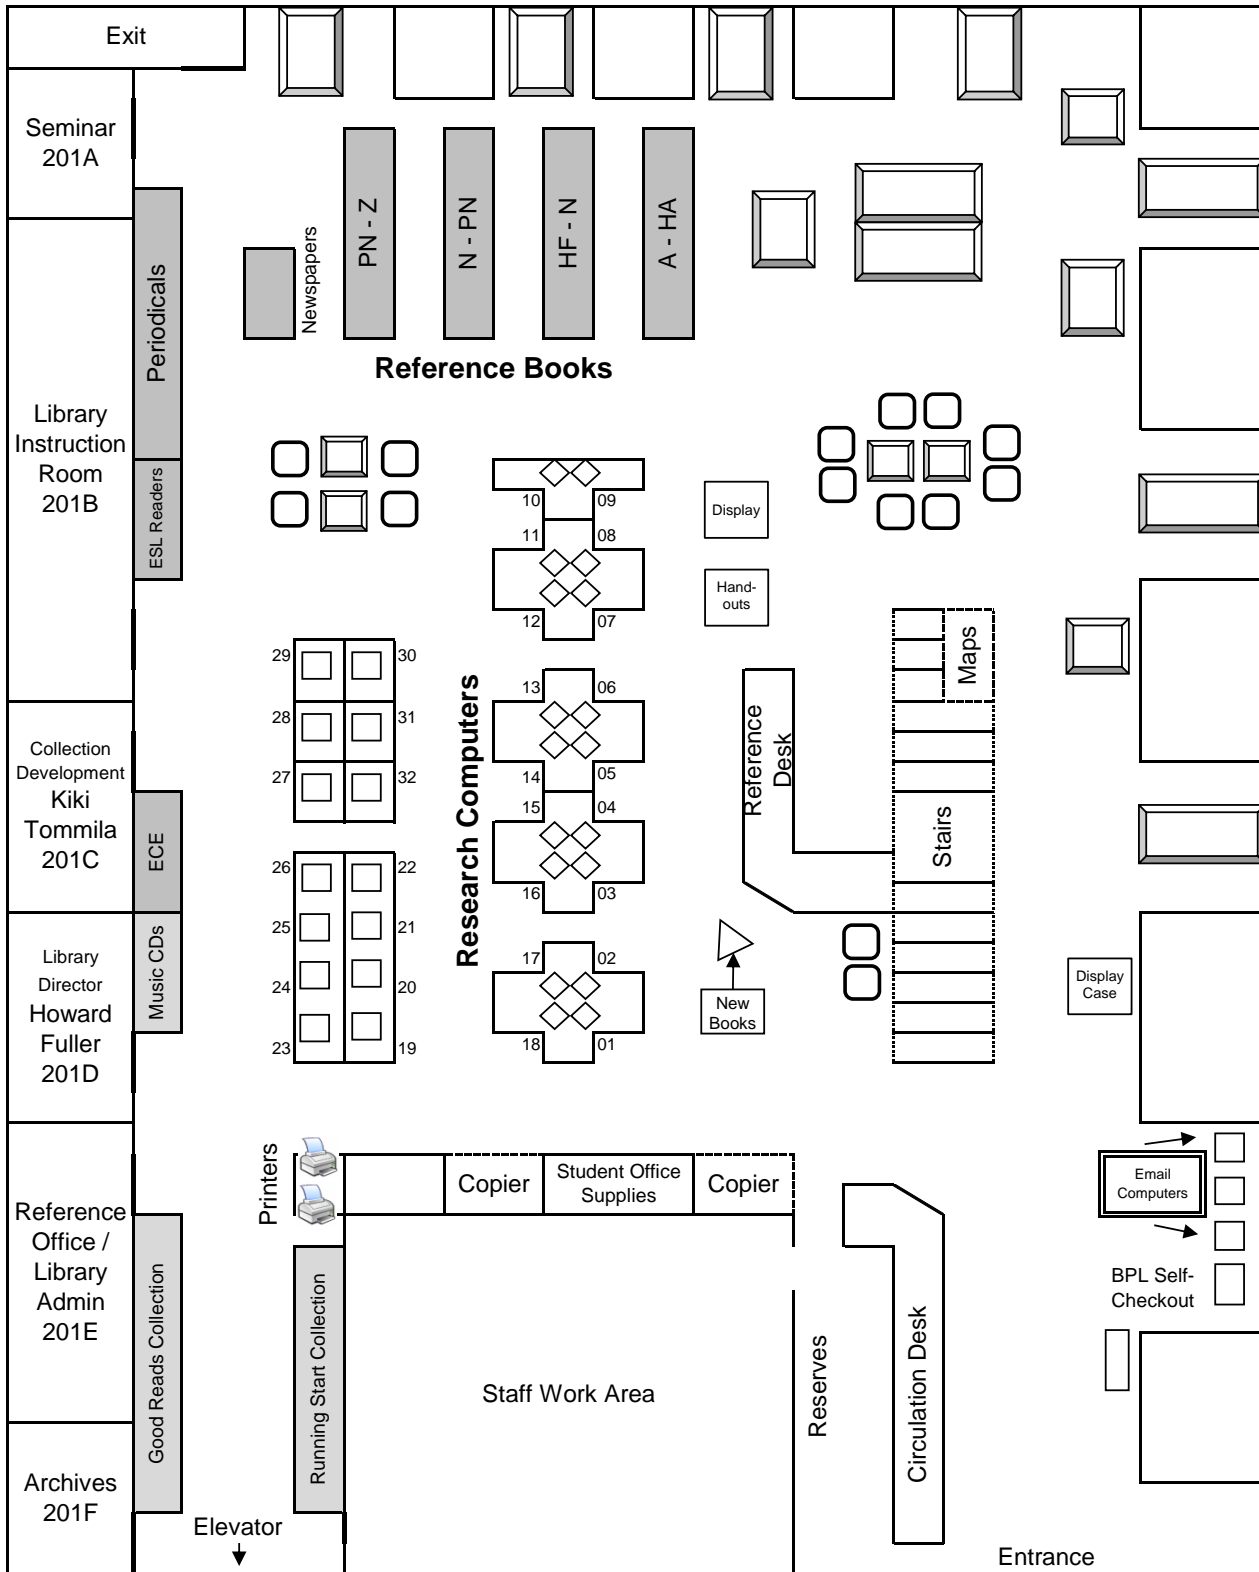 Exit
Seminar
201A
PN - Z
N - PN
HF - N
A - HA
Newspapers
Periodicals
Reference Books
Library
Instruction
Room
201B
ESL Readers
10
09
11
08
12
07
Display
Hand-
outs
29
30
28
31
27
32
13
06
14
05
15
04
16
03
Research Computers
Reference
Desk
Maps
Stairs
Collection
Development
Kiki
Tommila
201C
ECE
26
22
25
21
24
20
23
19
17
02
18
01
Library
Director
Howard
Fuller
201D
Music CDs
New
Books
Display
Case
Printers
Copier
Student Office
Supplies
Copier
Email
Computers
BPL Self-
Checkout
Reference
Office /
Library
Admin
201E
Good Reads Collection
Running Start Collection
Staff Work Area
Reserves
Circulation Desk
Archives
201F
Elevator
Entrance